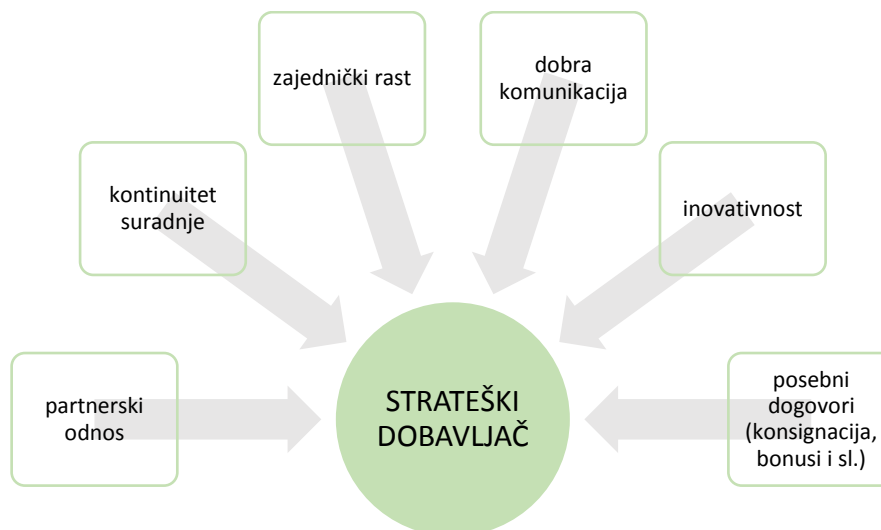 zajednički rast
dobra
komunikacija
kontinuitet
suradnje
inovativnost
partnerski
odnos
STRATEŠKI
DOBAVLJAČ
posebni
dogovori
(konsignacija,
bonusi i sl.)